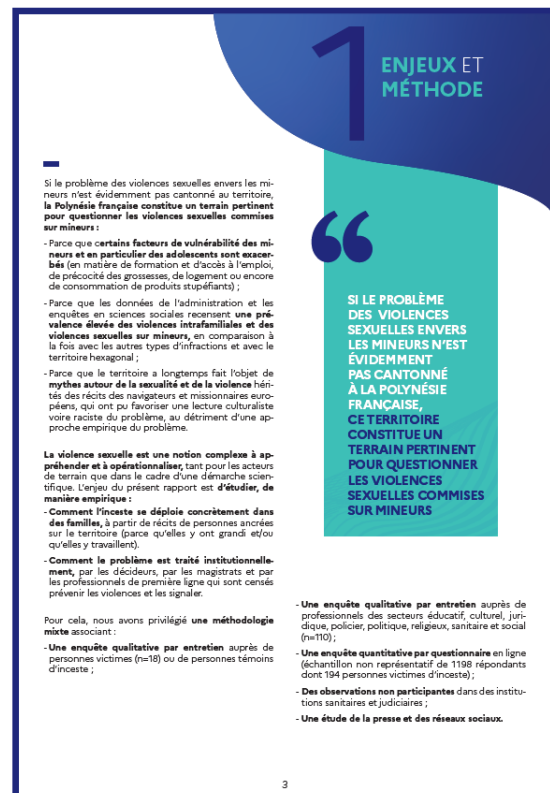 1
ENJEUX ET
MÉTHODE
Si le problème des violences sexuelles envers les mi-
neurs n'est évidemment pas cantonné au territoire,
la Polynésie française constitue un terrain pertinent
pour questionner les violences sexuelles commises
sur mineurs :
- Parce que certains facteurs de vulnérabilité des mi-
neurs et en particulier des adolescents sont exacer-
bés (en matière de formation et d'accès à l'emploi,
de précocité des grossesses, de logement ou encore
de consommation de produits stupéfiants) ;
- Parce que les données de l'administration et les
enquêtes en sciences sociales recensent une pré-
valence élevée des violences intrafamiliales et des
violences sexuelles sur mineurs, en comparaison à
la fois avec les autres types d'infractions et avec le
territoire hexagonal ;
- Parce que le territoire a longtemps fait l'objet de
mythes autour de la sexualité et de la violence héri-
tés des récits des navigateurs et missionnaires euro-
péens, qui ont pu favoriser une lecture culturaliste
voire raciste du problème, au détriment d'une ap-
proche empirique du problème.
La violence sexuelle est une notion complexe à ap-
préhender et à opérationnaliser, tant pour les acteurs
de terrain que dans le cadre d'une démarche scien-
tifique. L'enjeu du présent rapport est d'étudier, de
manière empirique :
- Comment l'inceste se déploie concrètement dans
des familles, à partir de récits de personnes ancrées
sur le territoire (parce qu'elles y ont grandi et/ou
qu'elles y travaillent).
- Comment le problème est traité institutionnelle-
ment, par les décideurs, par les magistrats et par
les professionnels de première ligne qui sont censés
prévenir les violences et les signaler.
Pour cela, nous avons privilégié une méthodologie
mixte associant :
- Une enquête qualitative par entretien auprès de
personnes victimes (n=18) ou de personnes témoins
d'inceste ;
“
SI LE PROBLÈME
DES VIOLENCES
SEXUELLES ENVERS
LES MINEURS N'EST
ÉVIDEMMENT
PAS CANTONNÉ
À LA POLYNÉSIE
FRANÇAISE,
CE TERRITOIRE
CONSTITUE UN
TERRAIN PERTINENT
POUR QUESTIONNER
LES VIOLENCES
SEXUELLES COMMISES
SUR MINEURS
- Une enquête qualitative par entretien auprès de
professionnels des secteurs éducatif, culturel, juri-
dique, policier, politique, religieux, sanitaire et social
(n=110) ;
- Une enquête quantitative par questionnaire en ligne
(échantillon non représentatif de 1198 répondants
dont 194 personnes victimes d'inceste) ;
- Des observations non participantes dans des institu-
tions sanitaires et judiciaires ;
- Une étude de la presse et des réseaux sociaux.
3